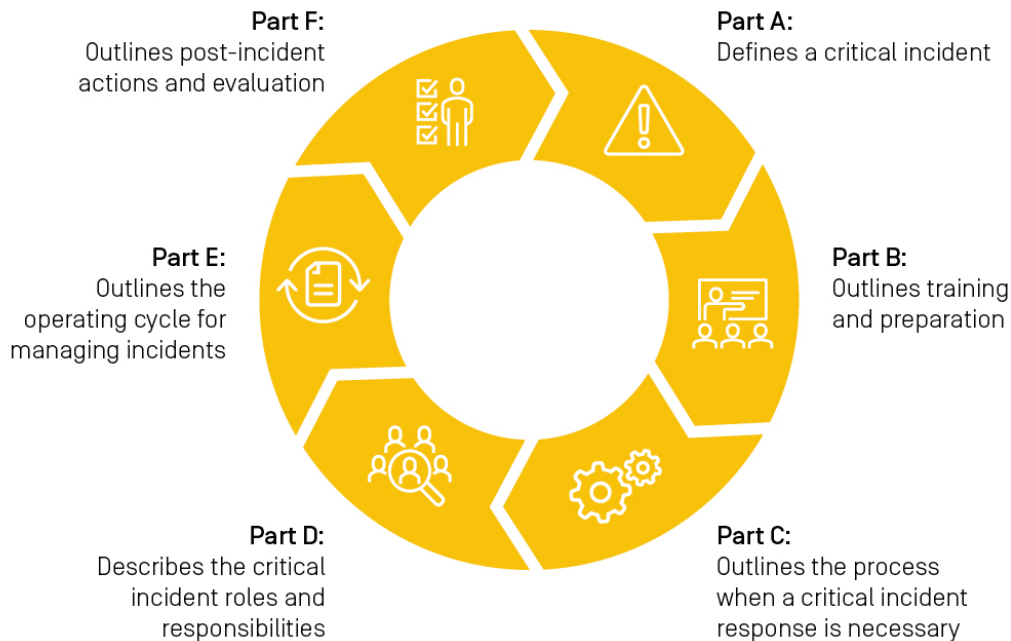 Part A:
Defines a critical incident
Part B:
Outlines training
and preparation
Part C:
Outlines the process
when a critical incident
response is necessary
Part D:
Describes the critical
incident roles and
responsibilities
Part E:
Outlines the
operating cycle for
managing incidents
Part F:
Outlines post-incident
actions and evaluation